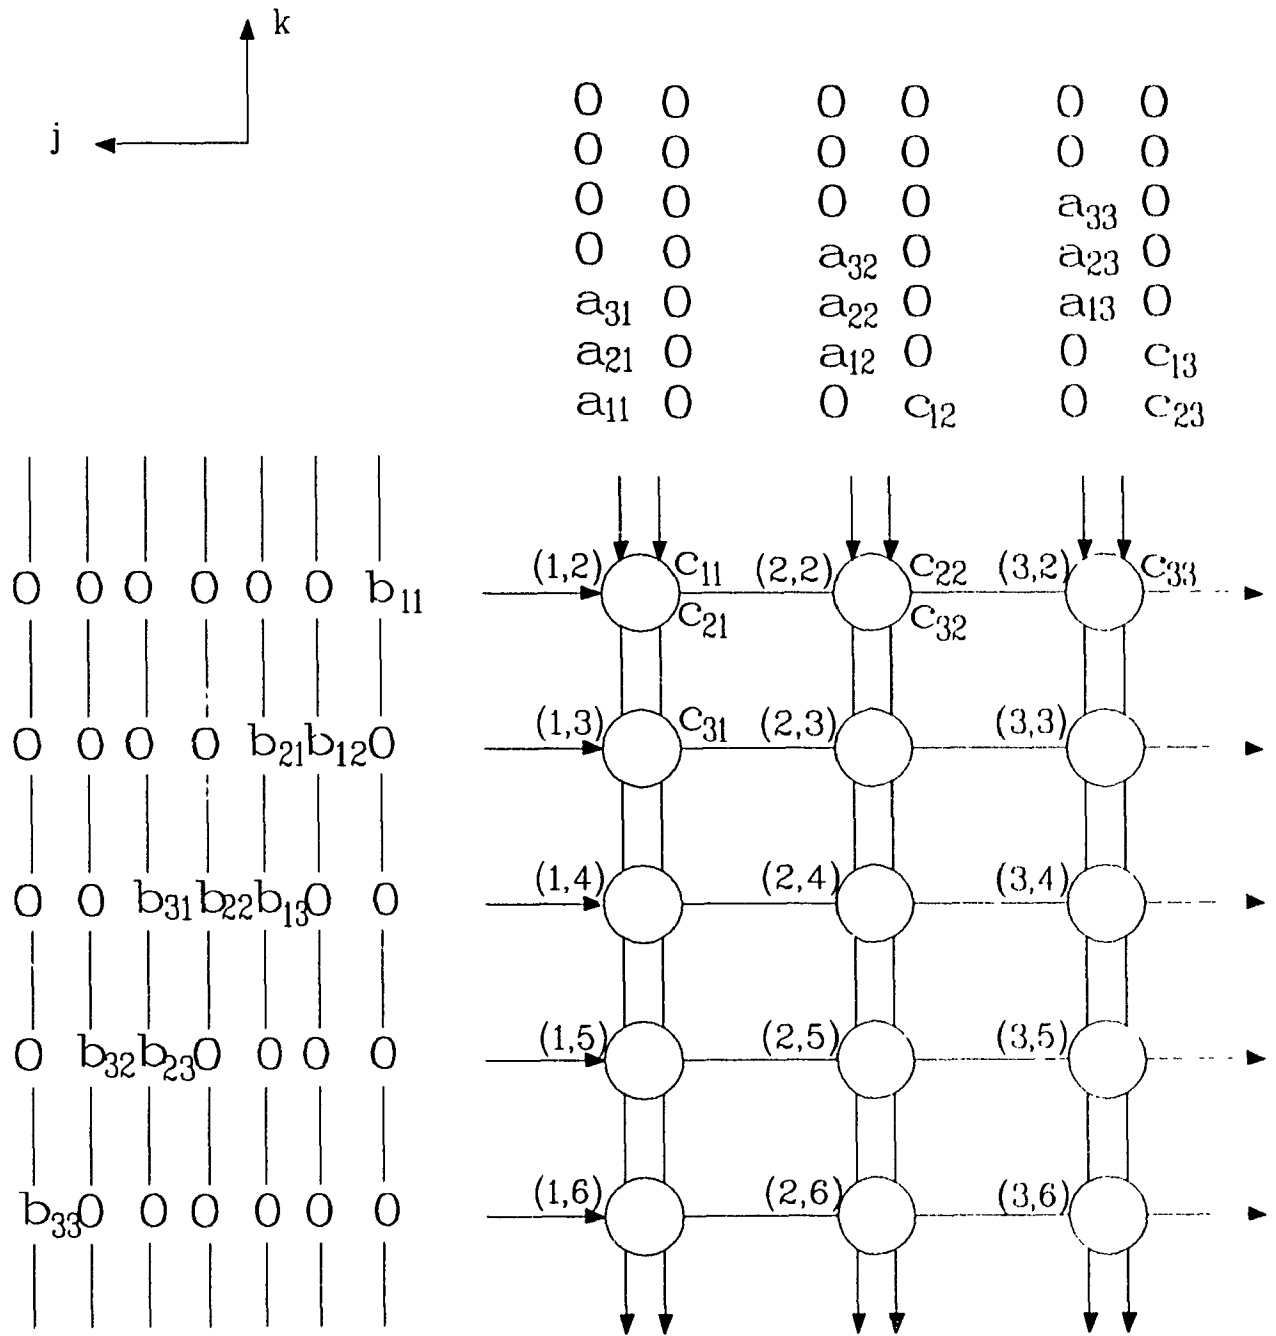 k
j
0 0 0 0 0 0
0 0 0 0 0 0
0 0 0 0 a33 0
0 0 a32 0 a23 0
a31 0 a22 0 a13 0
a21 0 a12 0 0 c13
a11 0 0 c12 0 c23
(1,2) c11 (2,2) c22 (3,2) c33
0 0 0 0 0 0 b11
c21 c32
(1,3) c31 (2,3) (3,3)
0 0 0 0 b21 b12 0
(1,4) (2,4) (3,4)
0 0 b31 b22 b13 0 0
(1,5) (2,5) (3,5)
0 b32 b23 0 0 0 0
(1,6) (2,6) (3,6)
b33 0 0 0 0 0 0